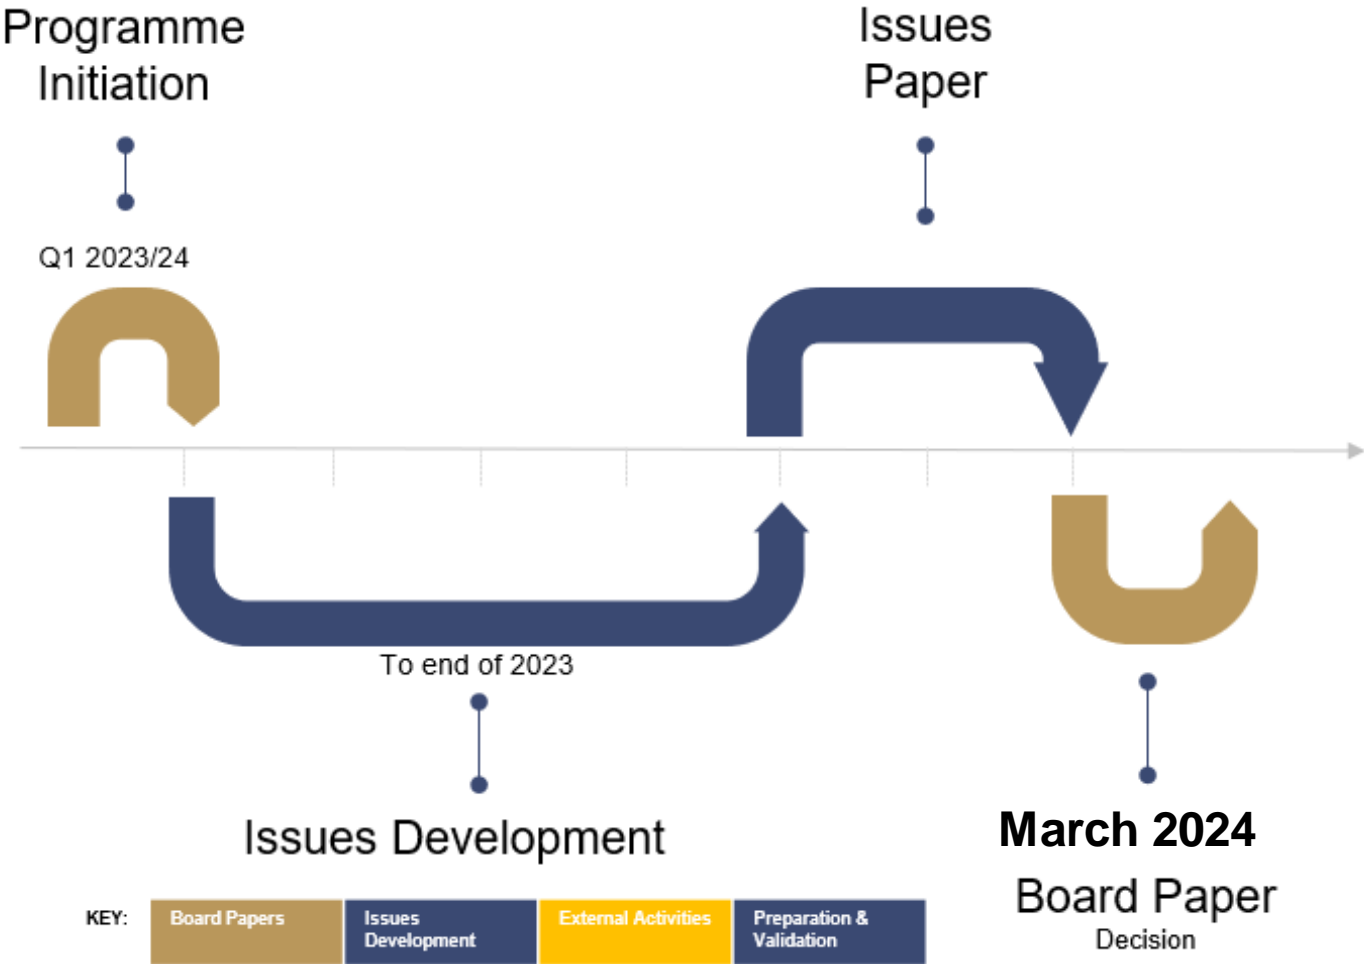 Programme
Initiation
Issues
Paper
Q1 2023/24
To end of 2023
Issues Development
March 2024
Board Paper
Decision
KEY:
Board Papers
Issues
Development
External Activities
Preparation &
Validation